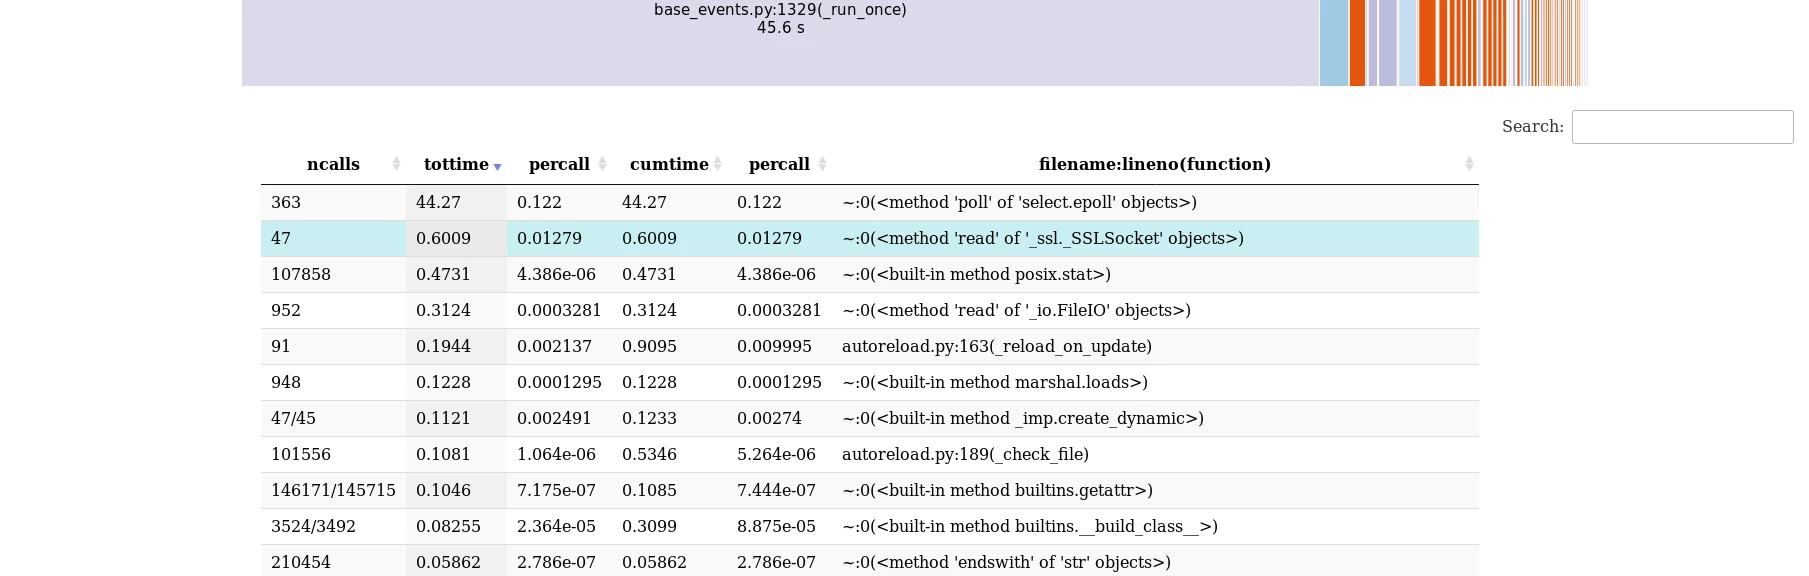 base_events.py:1329(_run_once)
45.6 s
Search:
ncalls tottime percall cumtime percall filename:lineno(function)
363 44.27 0.122 44.27 0.122 ~:0(<method 'poll' of 'select.epoll' objects>)
47 0.6009 0.01279 0.6009 0.01279 ~:0(<method 'read' of '_ssl._SSLSocket' objects>)
107858 0.4731 4.386e-06 0.4731 4.386e-06 ~:0(<built-in method posix.stat>)
952 0.3124 0.0003281 0.3124 0.0003281 ~:0(<method 'read' of '_io.FileIO' objects>)
91 0.1944 0.002137 0.9095 0.009995 autoreload.py:163(_reload_on_update)
948 0.1228 0.0001295 0.1228 0.0001295 ~:0(<built-in method marshal.loads>)
47/45 0.1121 0.002491 0.1233 0.00274 ~:0(<built-in method _imp.create_dynamic>)
101556 0.1081 1.064e-06 0.5346 5.264e-06 autoreload.py:189(_check_file)
146171/145715 0.1046 7.175e-07 0.1085 7.444e-07 ~:0(<built-in method builtins.getattr>)
3524/3492 0.08255 2.364e-05 0.3099 8.875e-05 ~:0(<built-in method builtins.__build_class__>)
210454 0.05862 2.786e-07 0.05862 2.786e-07 ~:0(<method 'endswith' of 'str' objects>)